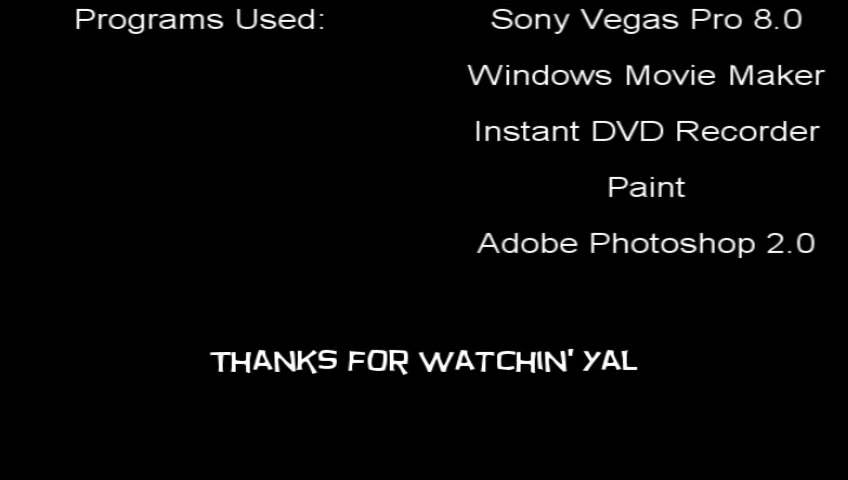 Programs Used: Sony Vegas Pro 8.0
Windows Movie Maker
Instant DVD Recorder
Paint
Adobe Photoshop 2.0
THANKS FOR WATCHIN' YAL